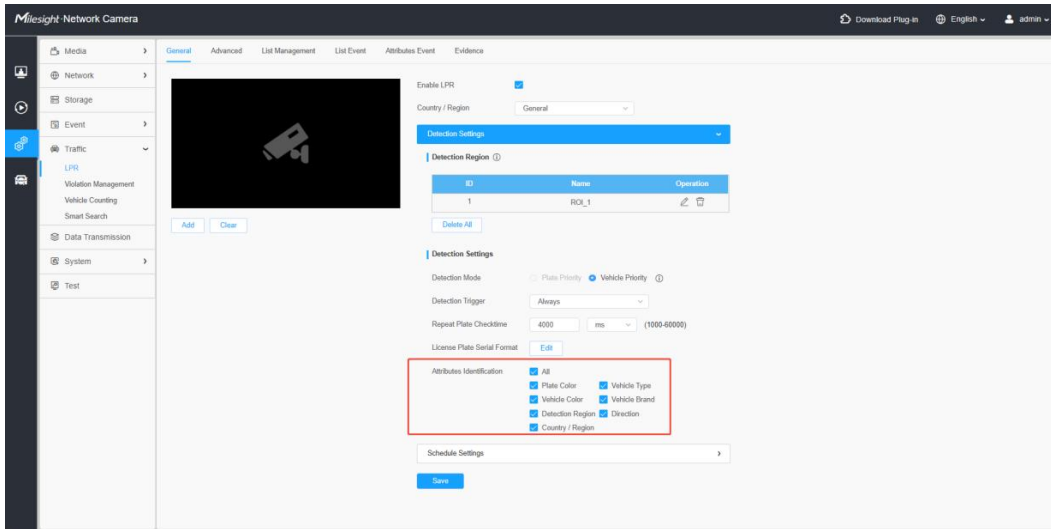 Milesight Network Camera
Download Plug-in English admin
Media
Network
Storage
Event
Traffic
LPR
Violation Management
Vehicle Counting
Smart Search
Data Transmission
System
Test
General Advanced List Management List Event Attributes Event Evidence
Add Clear
Enable LPR
Country / Region General
Detection Settings
Detection Region
ID Name Operation
1 ROI_1
Delete All
Detection Settings
Detection Mode Plate Priority Vehicle Priority
Detection Trigger Always
Repeat Plate Checktime 4000 ms (1000-60000)
License Plate Serial Format Edit
Attributes Identification All
Plate Color Vehicle Type
Vehicle Color Vehicle Brand
Detection Region Direction
Country / Region
Schedule Settings
Save